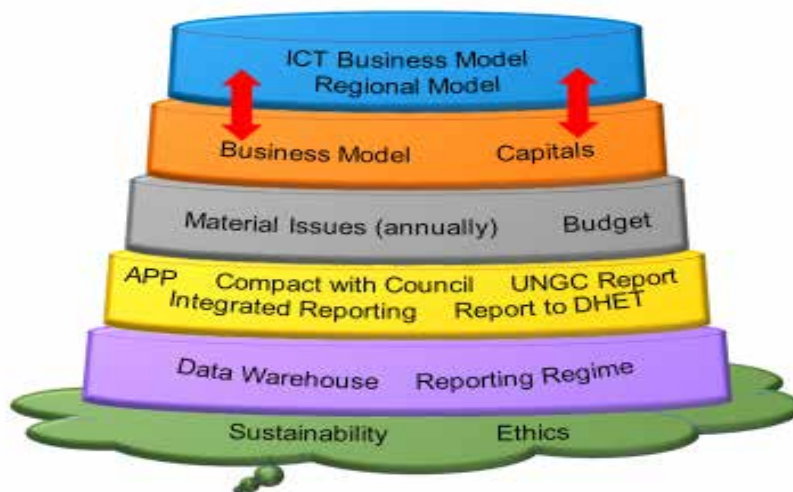 ICT Business Model
Regional Model
Business Model Capitals
Material Issues (annually) Budget
APP Compact with Council UNGC Report
Integrated Reporting Report to DHET
Data Warehouse Reporting Regime
Sustainability Ethics